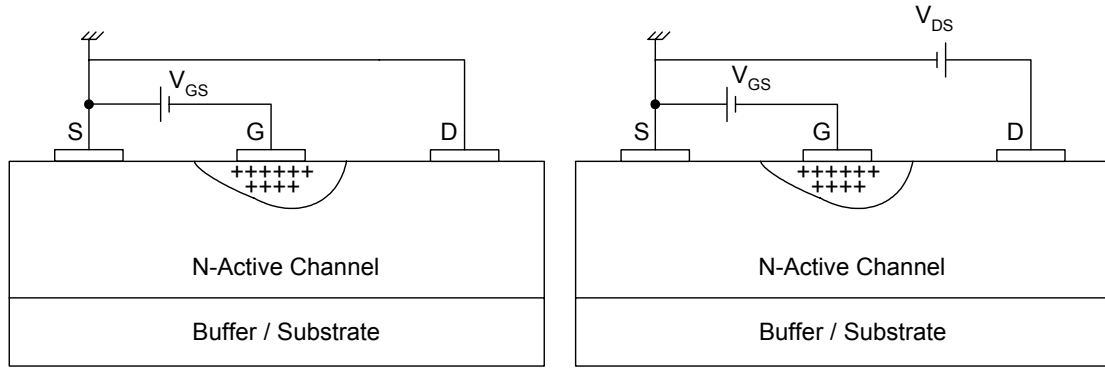 V_GS
S G D
++++++
++++
N-Active Channel
Buffer / Substrate
V_DS
V_GS
S G D
++++++
++++
N-Active Channel
Buffer / Substrate